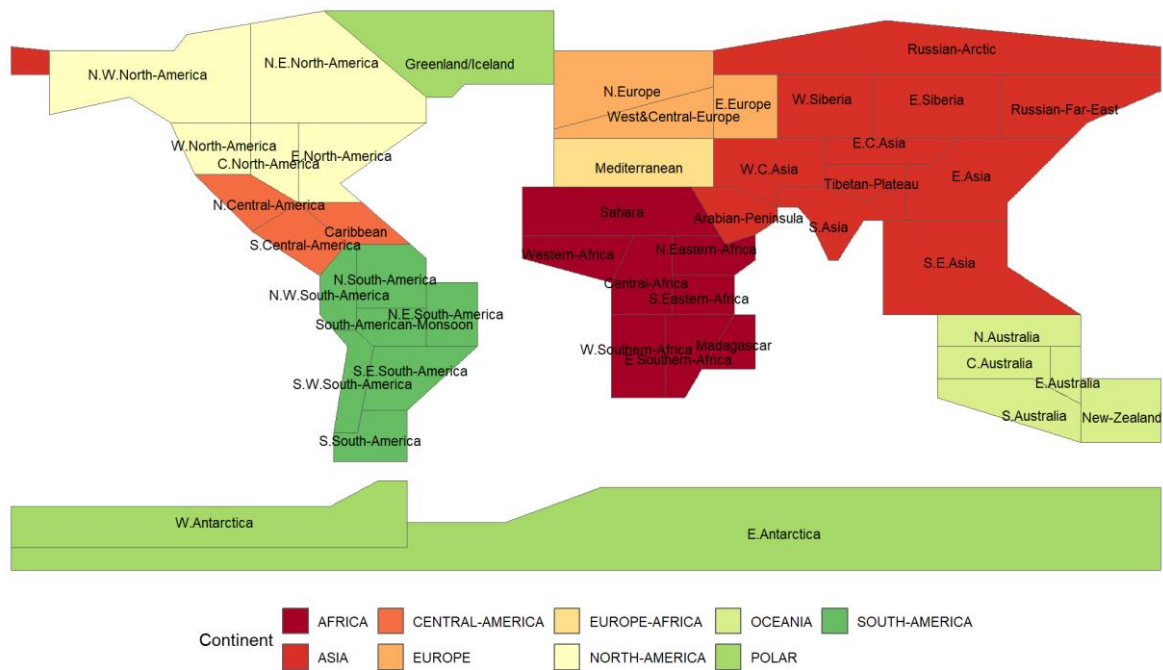 Russian-Arctic
N.E.North-America
Greenland/Iceland
N.W.North-America
N.Europe
E.Europe
W.Siberia
E.Siberia
Russian-Far-East
West&Central-Europe
W.North-America
E.North-America
C.North-America
E.C.Asia
Mediterranean
W.C.Asia
Tibetan-Plateau
E.Asia
N.Central-America
Sahara
Arabian-Peninsula
S.Asia
Caribbean
S.Central-America
Western-Africa
N.Eastern-Africa
S.E.Asia
N.South-America
Central-Africa
N.W.South-America
S.Eastern-Africa
N.E.South-America
South-American-Monsoon
N.Australia
W.Southern-Africa
Madagascar
E.Southern-Africa
C.Australia
S.E.South-America
S.W.South-America
E.Australia
S.Australia
New-Zealand
S.South-America
W.Antarctica
E.Antarctica
Continent
AFRICA
CENTRAL-AMERICA
EUROPE-AFRICA
OCEANIA
SOUTH-AMERICA
ASIA
EUROPE
NORTH-AMERICA
POLAR